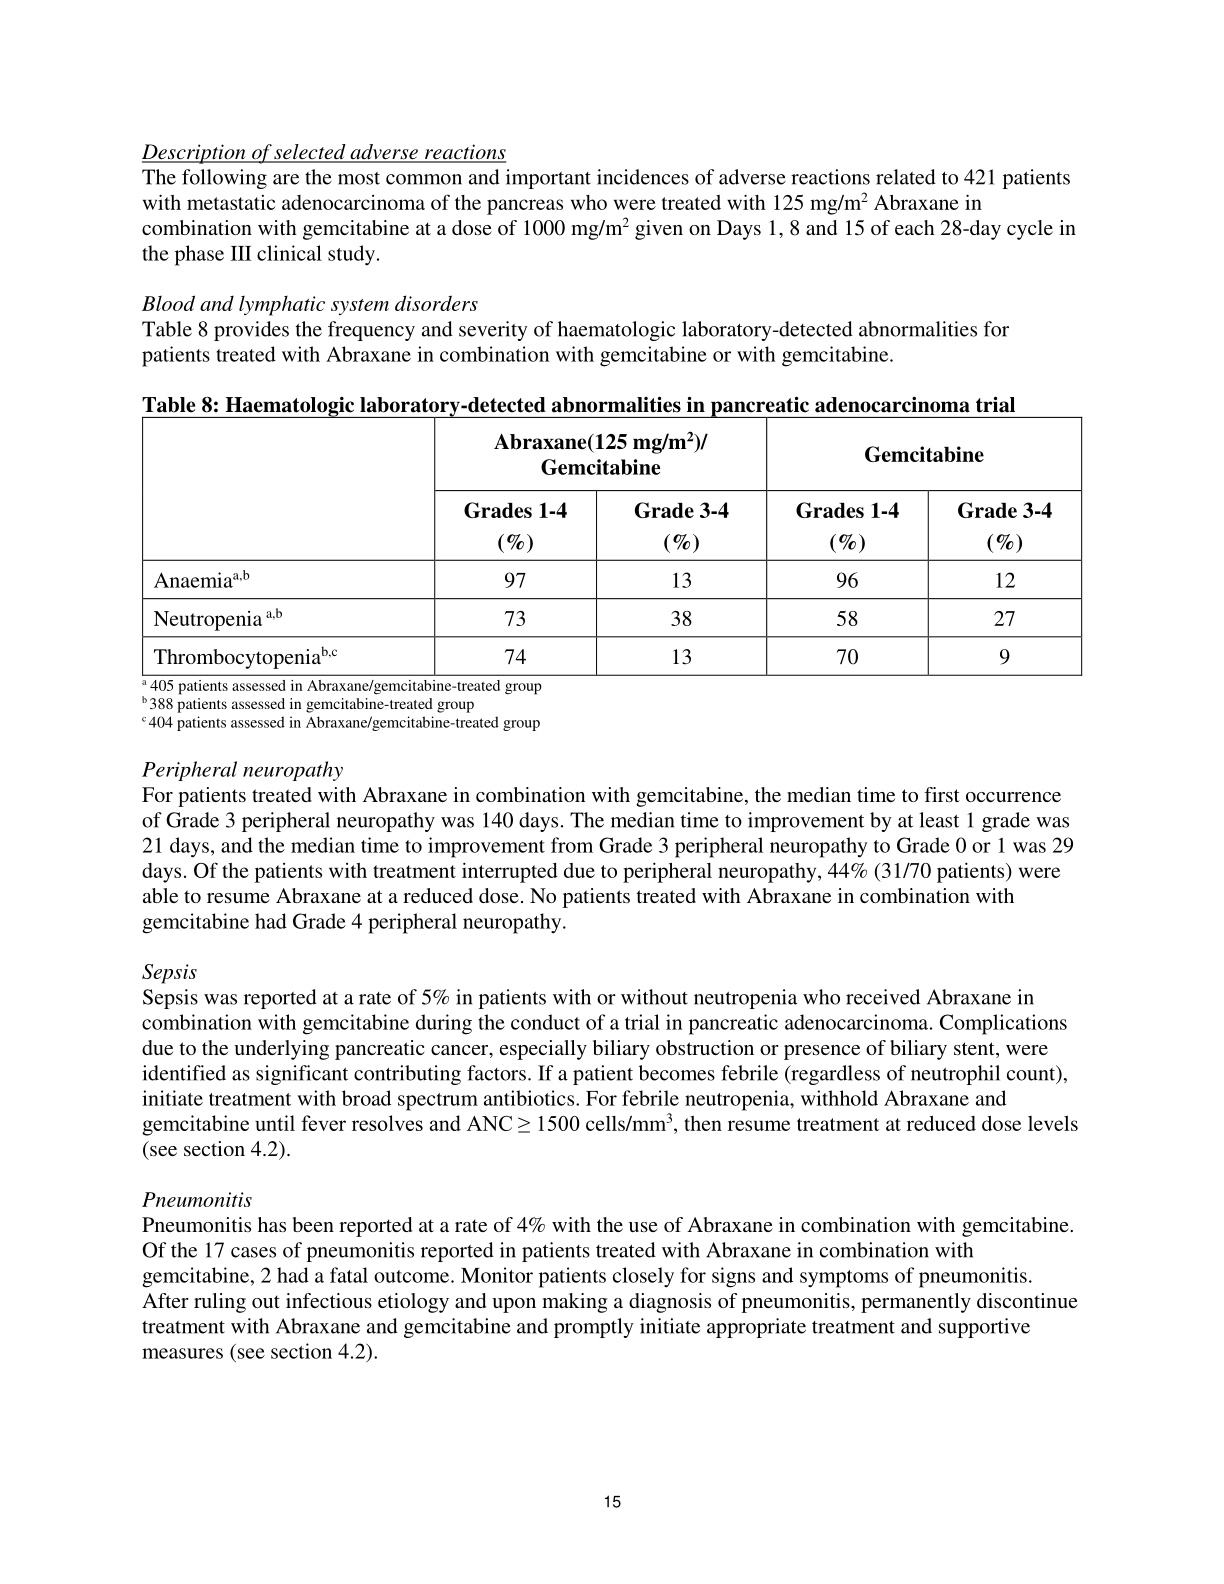 Description of selected adverse reactions
The following are the most common and important incidences of adverse reactions related to 421 patients
with metastatic adenocarcinoma of the pancreas who were treated with 125 mg/m² Abraxane in
combination with gemcitabine at a dose of 1000 mg/m² given on Days 1, 8 and 15 of each 28-day cycle in
the phase III clinical study.
Blood and lymphatic system disorders
Table 8 provides the frequency and severity of haematologic laboratory-detected abnormalities for
patients treated with Abraxane in combination with gemcitabine or with gemcitabine.
Table 8: Haematologic laboratory-detected abnormalities in pancreatic adenocarcinoma trial
Abraxane(125 mg/m²)/
Gemcitabine
Gemcitabine
Grades 1-4
(%)
Grade 3-4
(%)
Grades 1-4
(%)
Grade 3-4
(%)
Anaemiaᵃ,ᵇ 97 13 96 12
Neutropenia ᵃ,ᵇ 73 38 58 27
Thrombocytopeniaᵇ,ᶜ 74 13 70 9
ᵃ 405 patients assessed in Abraxane/gemcitabine-treated group
ᵇ 388 patients assessed in gemcitabine-treated group
ᶜ 404 patients assessed in Abraxane/gemcitabine-treated group
Peripheral neuropathy
For patients treated with Abraxane in combination with gemcitabine, the median time to first occurrence
of Grade 3 peripheral neuropathy was 140 days. The median time to improvement by at least 1 grade was
21 days, and the median time to improvement from Grade 3 peripheral neuropathy to Grade 0 or 1 was 29
days. Of the patients with treatment interrupted due to peripheral neuropathy, 44% (31/70 patients) were
able to resume Abraxane at a reduced dose. No patients treated with Abraxane in combination with
gemcitabine had Grade 4 peripheral neuropathy.
Sepsis
Sepsis was reported at a rate of 5% in patients with or without neutropenia who received Abraxane in
combination with gemcitabine during the conduct of a trial in pancreatic adenocarcinoma. Complications
due to the underlying pancreatic cancer, especially biliary obstruction or presence of biliary stent, were
identified as significant contributing factors. If a patient becomes febrile (regardless of neutrophil count),
initiate treatment with broad spectrum antibiotics. For febrile neutropenia, withhold Abraxane and
gemcitabine until fever resolves and ANC ≥ 1500 cells/mm³, then resume treatment at reduced dose levels
(see section 4.2).
Pneumonitis
Pneumonitis has been reported at a rate of 4% with the use of Abraxane in combination with gemcitabine.
Of the 17 cases of pneumonitis reported in patients treated with Abraxane in combination with
gemcitabine, 2 had a fatal outcome. Monitor patients closely for signs and symptoms of pneumonitis.
After ruling out infectious etiology and upon making a diagnosis of pneumonitis, permanently discontinue
treatment with Abraxane and gemcitabine and promptly initiate appropriate treatment and supportive
measures (see section 4.2).
15